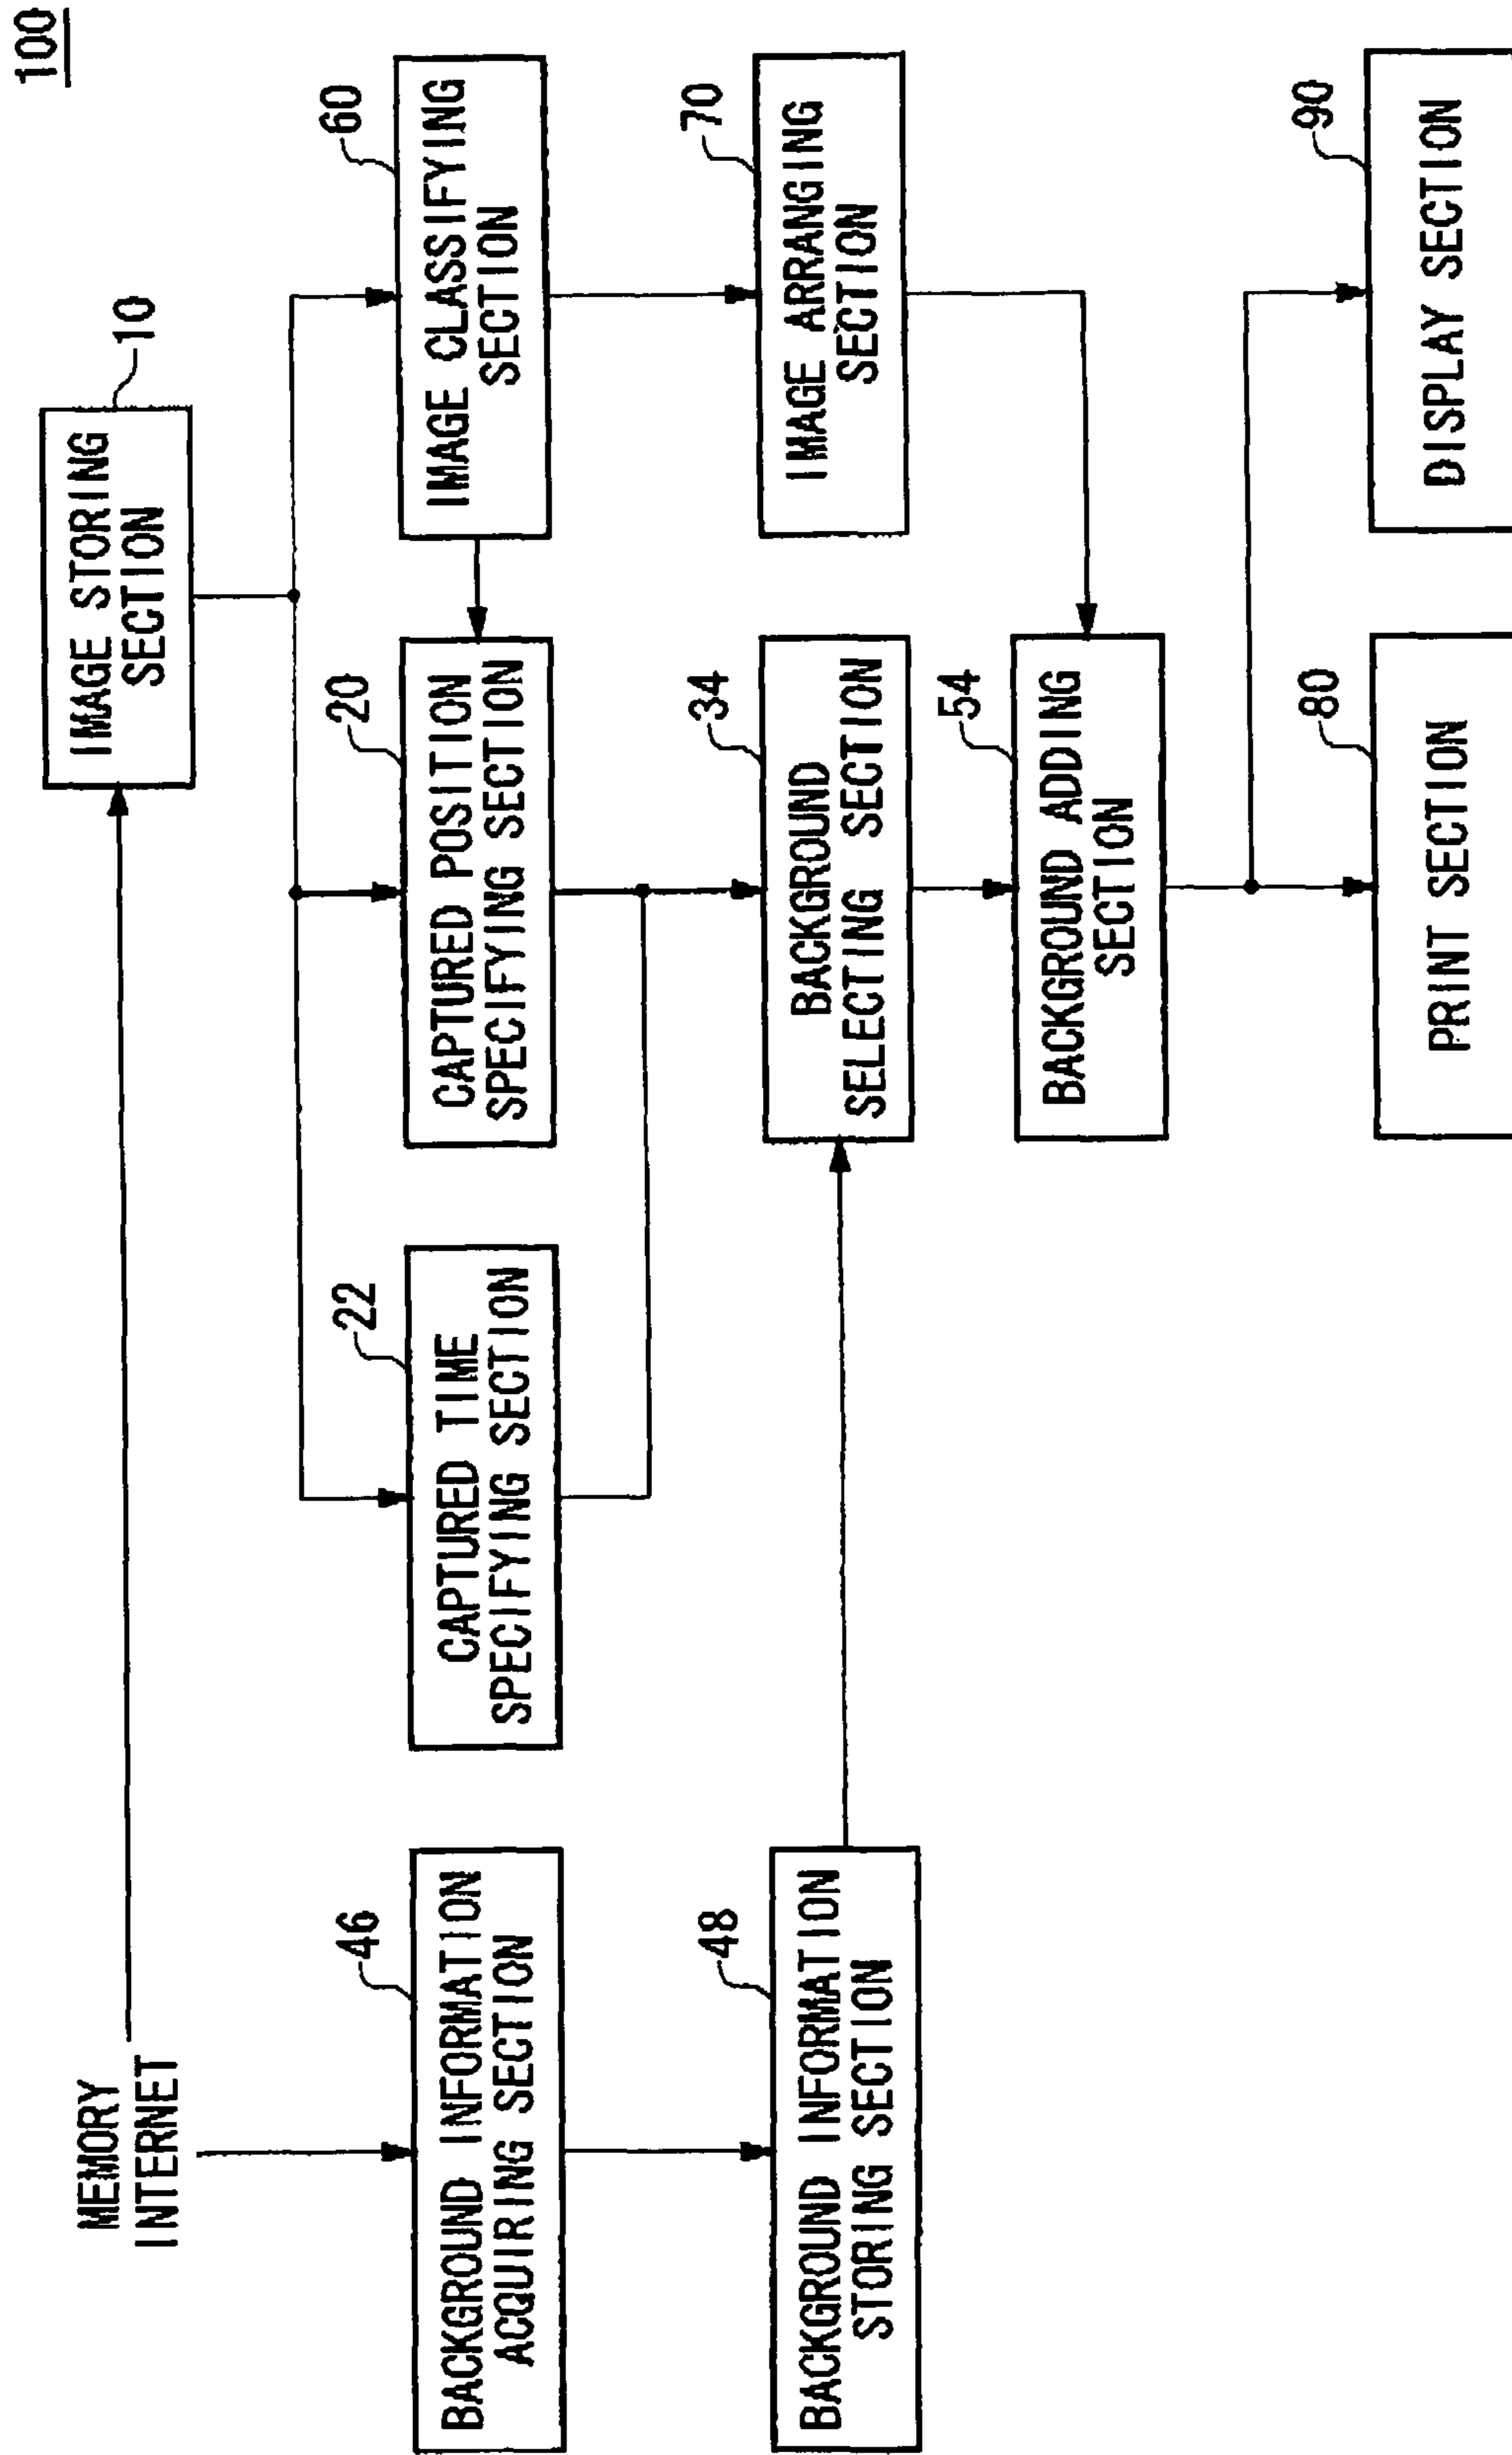 100
MEMORY
INTERNET
IMAGE STORING
SECTION
10
46
BACKGROUND INFORMATION
ACQUIRING SECTION
22
CAPTURED TIME
SPECIFYING SECTION
20
CAPTURED POSITION
SPECIFYING SECTION
60
IMAGE CLASSIFYING
SECTION
48
BACKGROUND INFORMATION
STORING SECTION
34
BACKGROUND
SELECTING SECTION
70
IMAGE ARRANGING
SECTION
54
BACKGROUND ADDING
SECTION
80
PRINT SECTION
90
DISPLAY SECTION